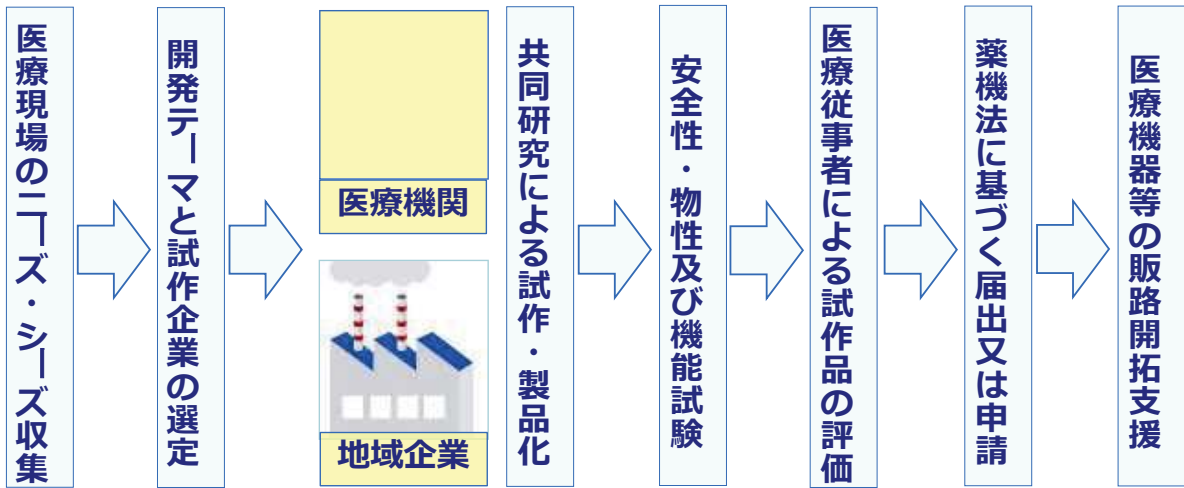 医療現場のニーズ・シーズ収集
開発テーマと試作企業の選定
医療機関
地域企業
共同研究による試作・製品化
安全性・物性及び機能試験
医療従事者による試作品の評価
薬機法に基づく届出又は申請
医療機器等の販路開拓支援